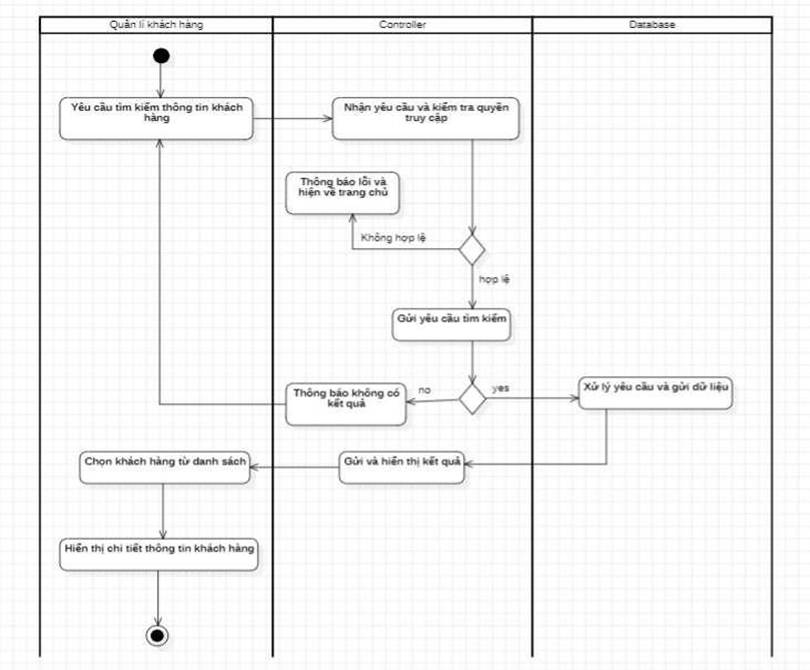 Quản lí khách hàng
Controller
Database
Yêu cầu tìm kiếm thông tin khách
hàng
Nhận yêu cầu và kiểm tra quyền
truy cập
Thông báo lỗi và
hiện về trang chủ
Không hợp lệ
hợp lệ
Gửi yêu cầu tìm kiếm
no
yes
Thông báo không có
kết quả
Xử lý yêu cầu và gửi dữ liệu
Chọn khách hàng từ danh sách
Gửi và hiển thị kết quả
Hiển thị chi tiết thông tin khách hàng